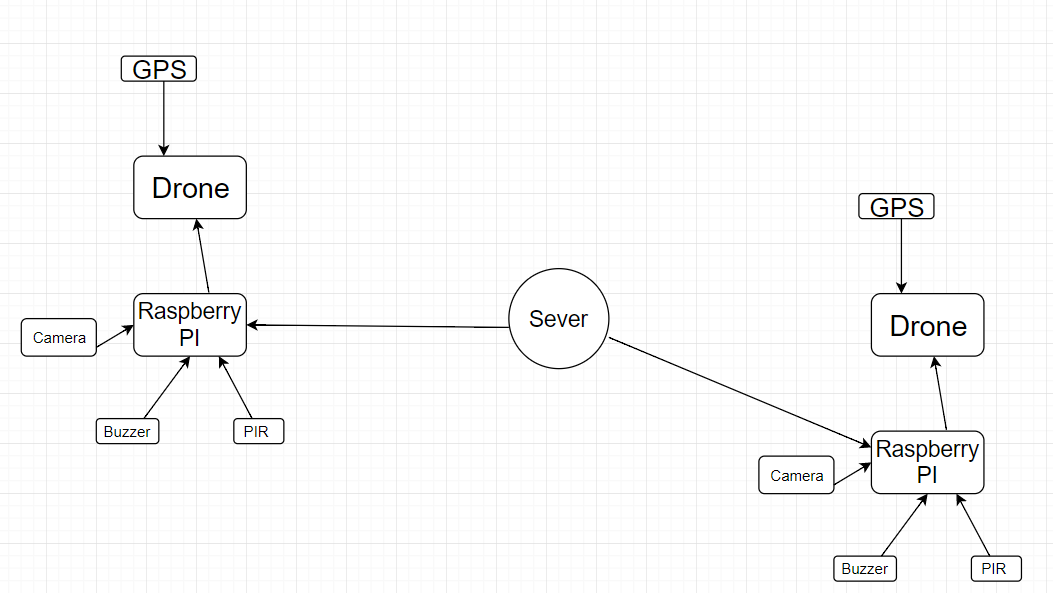 GPS
Drone
Raspberry
PI
Camera
Buzzer
PIR
Sever
GPS
Drone
Raspberry
PI
Camera
Buzzer
PIR